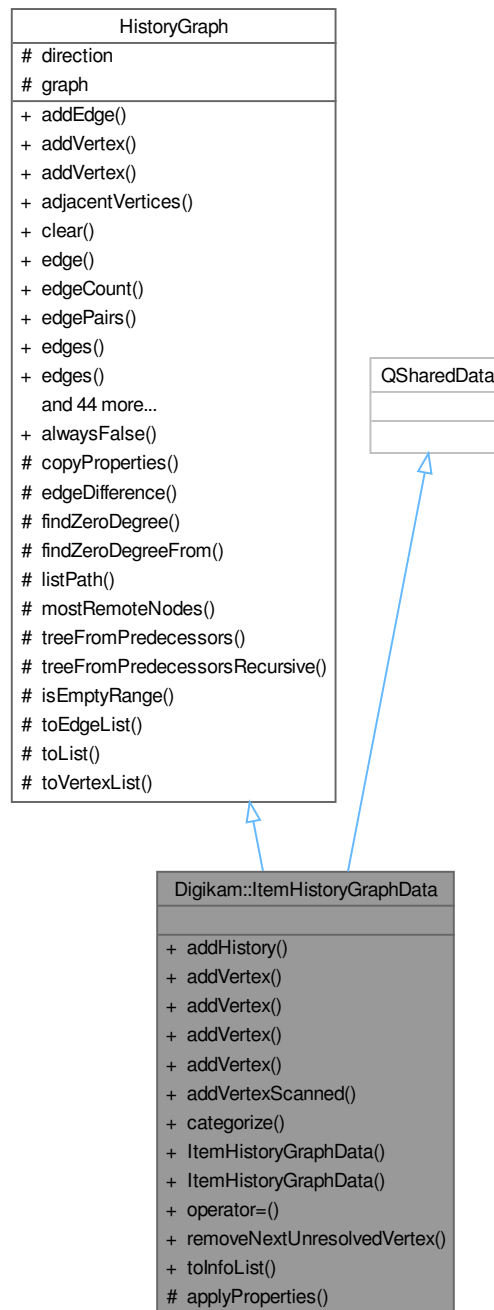 HistoryGraph
# direction
# graph
+ addEdge()
+ addVertex()
+ addVertex()
+ adjacentVertices()
+ clear()
+ edge()
+ edgeCount()
+ edgePairs()
+ edges()
+ edges()
and 44 more...
+ alwaysFalse()
# copyProperties()
# edgeDifference()
# findZeroDegree()
# findZeroDegreeFrom()
# listPath()
# mostRemoteNodes()
# treeFromPredecessors()
# treeFromPredecessorsRecursive()
# isEmptyRange()
# toEdgeList()
# toList()
# toVertexList()
QSharedData
Digikam::ItemHistoryGraphData
+ addHistory()
+ addVertex()
+ addVertex()
+ addVertex()
+ addVertex()
+ addVertexScanned()
+ categorize()
+ ItemHistoryGraphData()
+ ItemHistoryGraphData()
+ operator=()
+ removeNextUnresolvedVertex()
+ toInfoList()
# applyProperties()